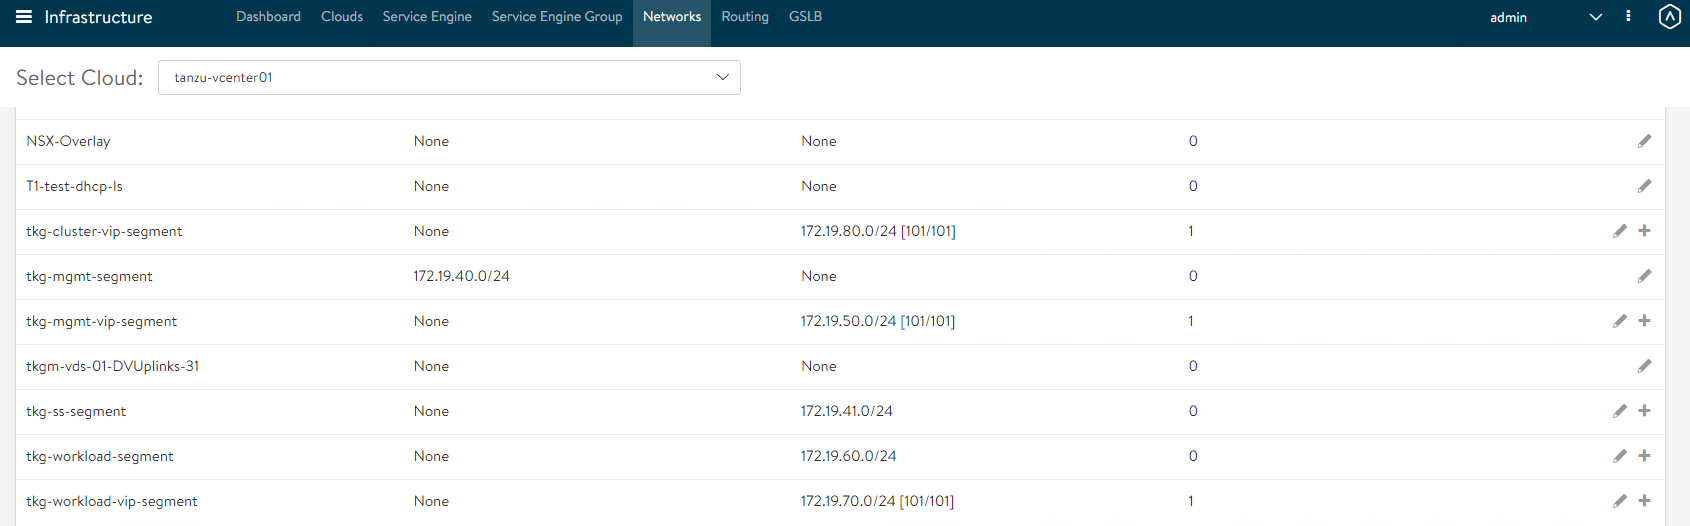 Infrastructure Dashboard Clouds Service Engine Service Engine Group Networks Routing GSLB admin
Select Cloud: tanzu-vcenter01
NSX-Overlay None None 0
T1-test-dhcp-ls None None 0
tkg-cluster-vip-segment None 172.19.80.0/24 [101/101] 1
tkg-mgmt-segment 172.19.40.0/24 None 0
tkg-mgmt-vip-segment None 172.19.50.0/24 [101/101] 1
tkgm-vds-01-DVUplinks-31 None None 0
tkg-ss-segment None 172.19.41.0/24 0
tkg-workload-segment None 172.19.60.0/24 0
tkg-workload-vip-segment None 172.19.70.0/24 [101/101] 1